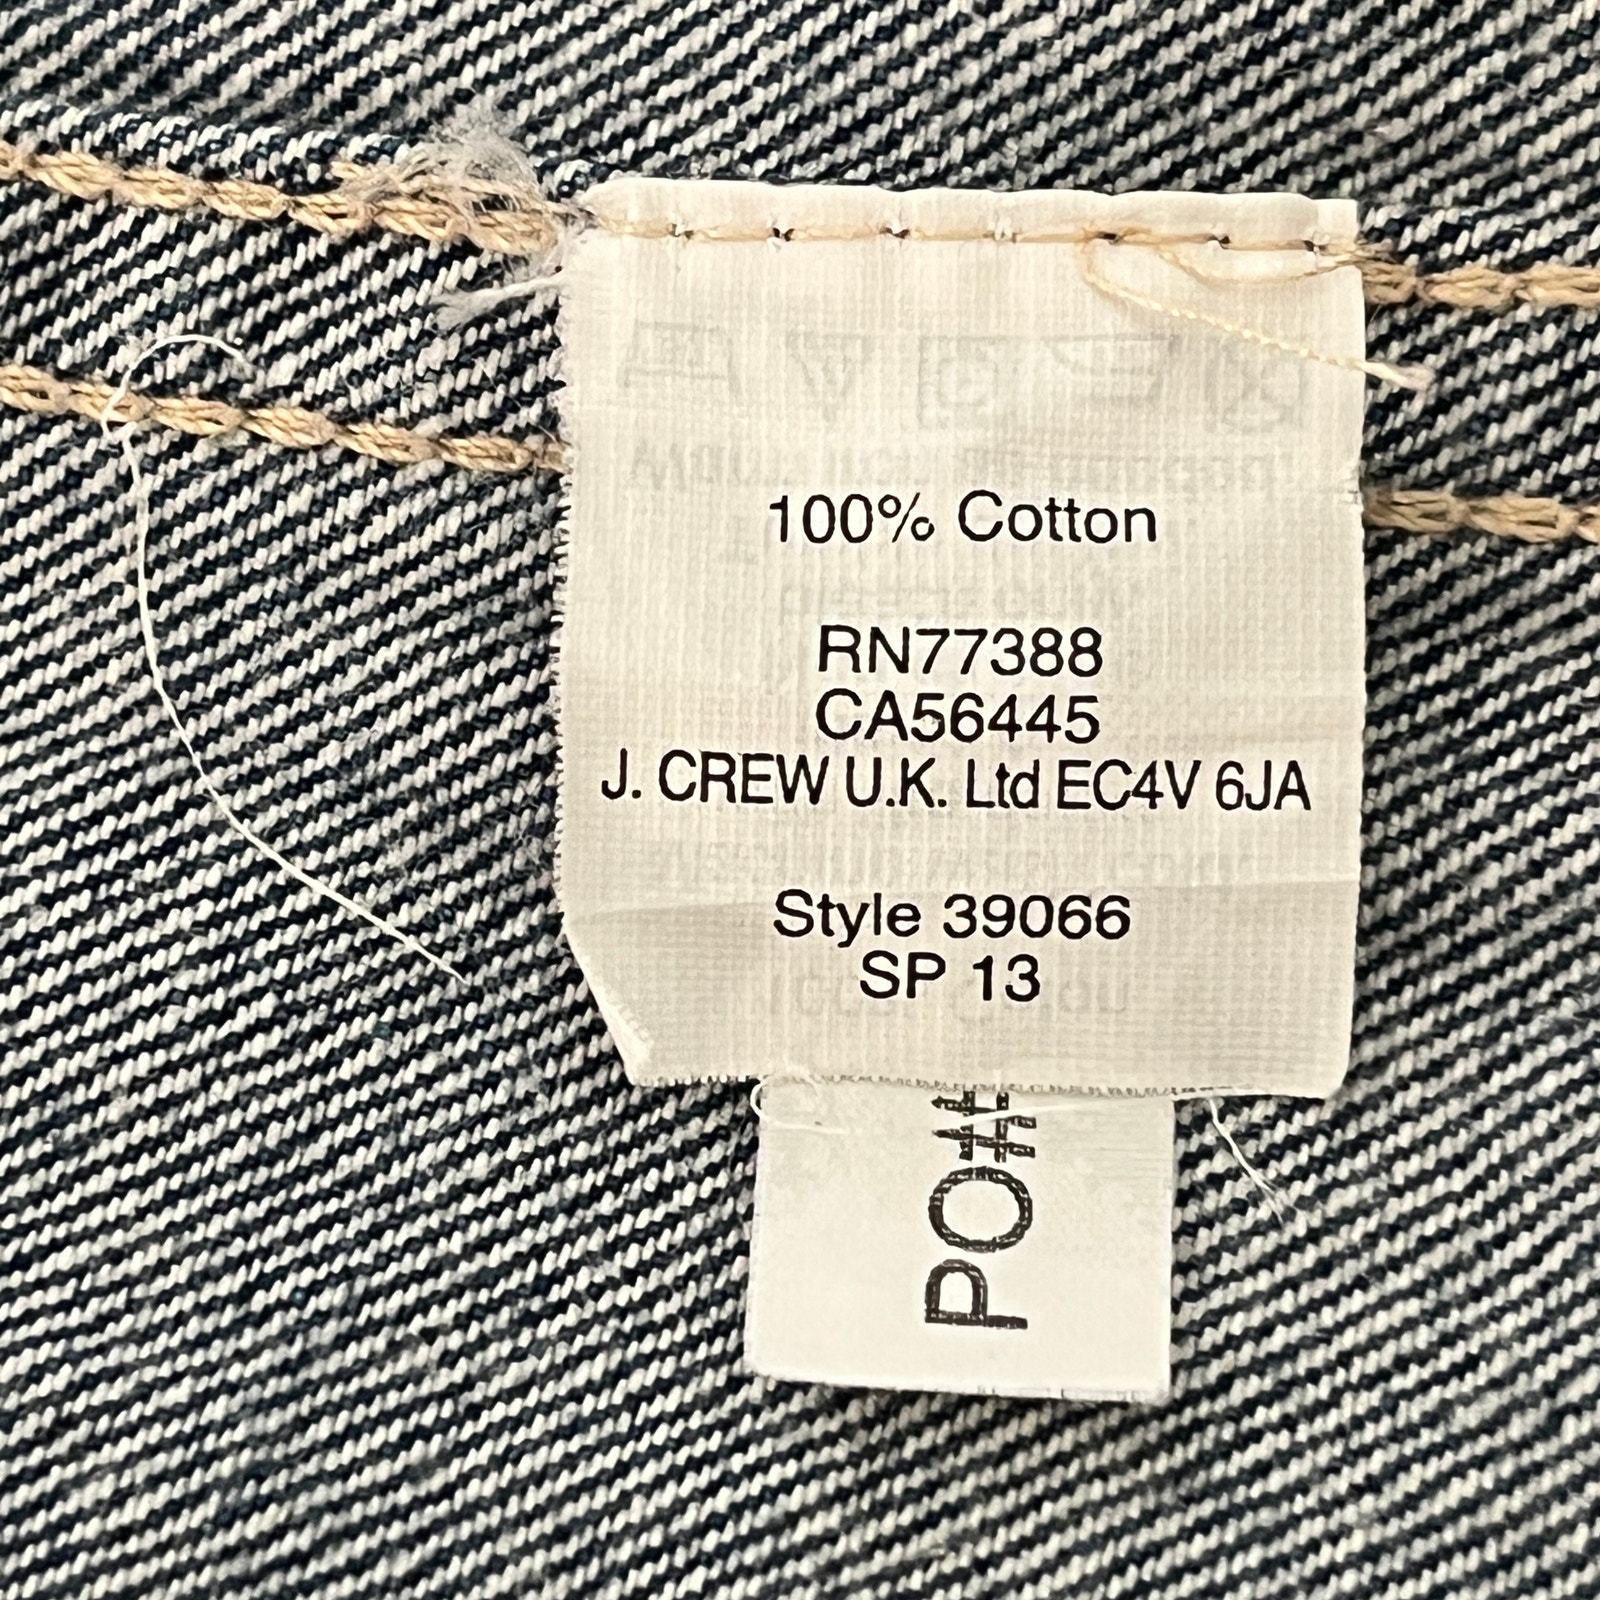 100% Cotton
RN77388
CA56445
J. CREW U.K. Ltd EC4V 6JA
Style 39066
SP 13
PO#